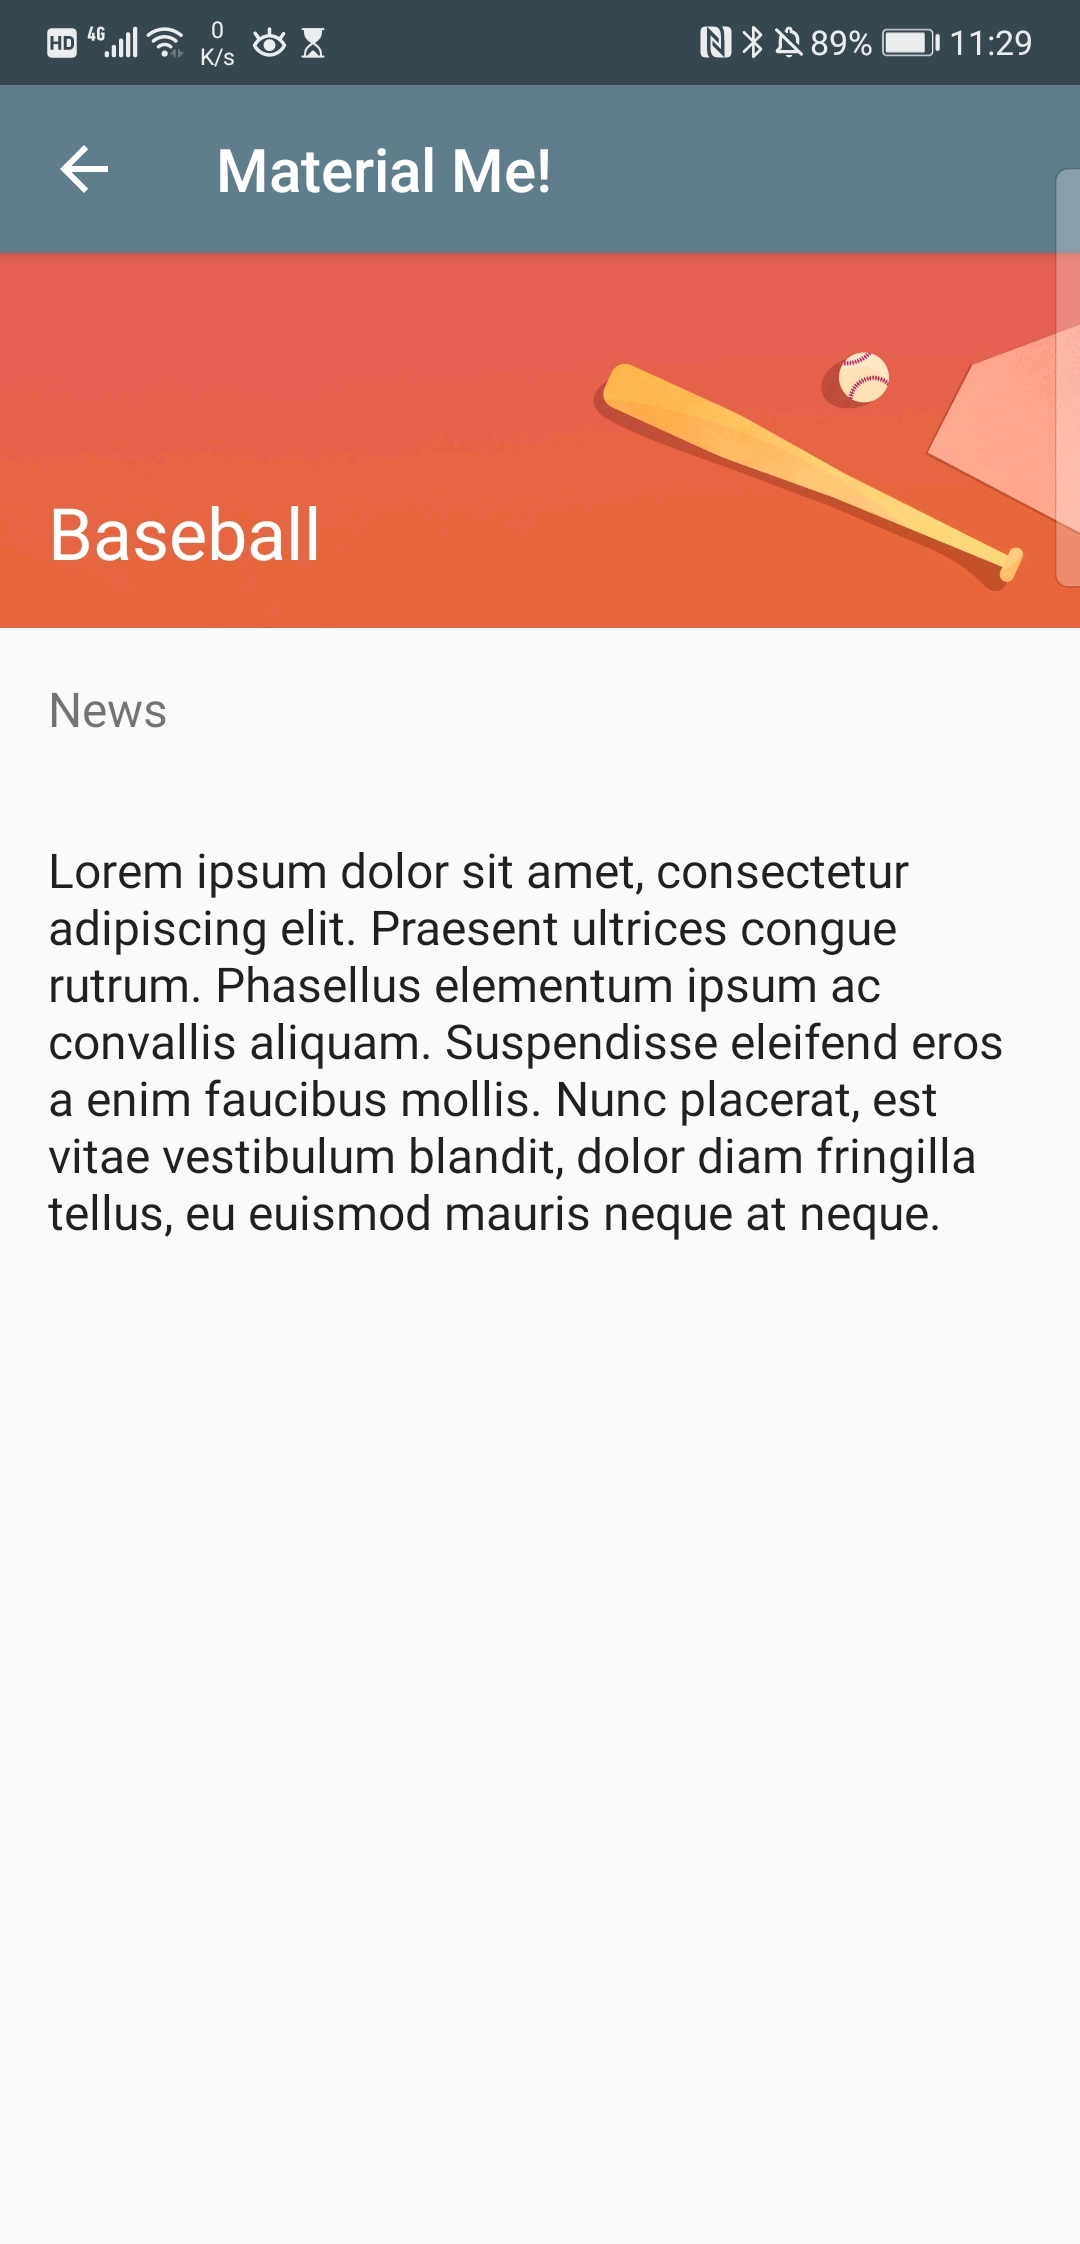 HD 4G 0 K/s 89% 11:29
Material Me!
Baseball
News
Lorem ipsum dolor sit amet, consectetur
adipiscing elit. Praesent ultrices congue
rutrum. Phasellus elementum ipsum ac
convallis aliquam. Suspendisse eleifend eros
a enim faucibus mollis. Nunc placerat, est
vitae vestibulum blandit, dolor diam fringilla
tellus, eu euismod mauris neque at neque.